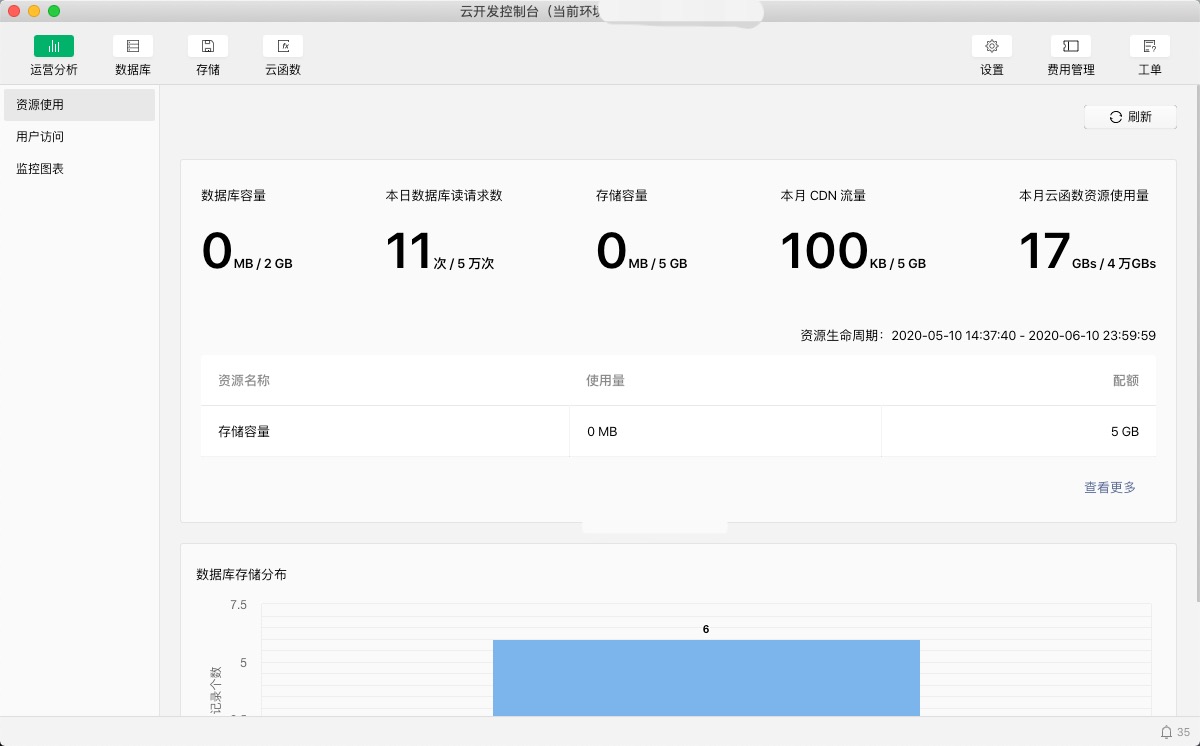 云开发控制台（当前环境
运营分析
数据库
存储
云函数
设置
费用管理
工单
资源使用
用户访问
监控图表
刷新
数据库容量
0 MB / 2 GB
本日数据库读请求数
11 次 / 5 万次
存储容量
0 MB / 5 GB
本月 CDN 流量
100 KB / 5 GB
本月云函数资源使用量
17 GBs / 4 万GBs
资源生命周期：2020-05-10 14:37:40 - 2020-06-10 23:59:59
资源名称 使用量 配额
存储容量 0 MB 5 GB
查看更多
数据库存储分布
7.5
6
5
记录个数
35